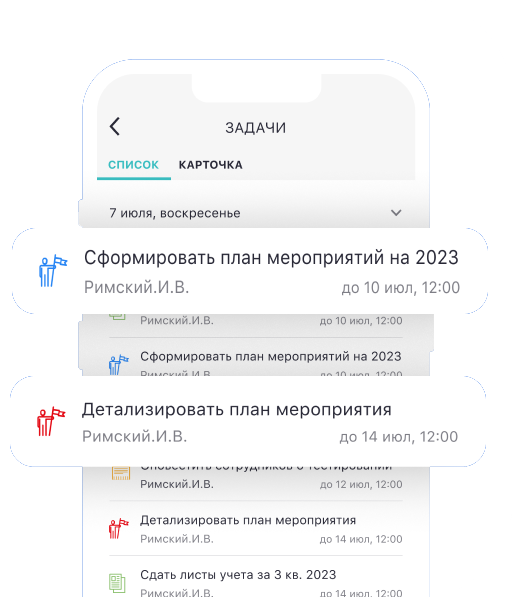 ЗАДАЧИ
СПИСОК КАРТОЧКА
7 июля, воскресенье
Сформировать план мероприятий на 2023
Римский.И.В. до 10 июл, 12:00
Римский.И.В. до 10 июл, 12:00
Сформировать план мероприятий на 2023
Римский.И.В. до 10 июл, 12:00
Детализировать план мероприятия
Римский.И.В. до 14 июл, 12:00
Оповестить сотрудников о тестировании
Римский.И.В. до 12 июл, 12:00
Детализировать план мероприятия
Римский.И.В. до 14 июл, 12:00
Сдать листы учета за 3 кв. 2023
Римский.И.В. до 14 июл, 12:00